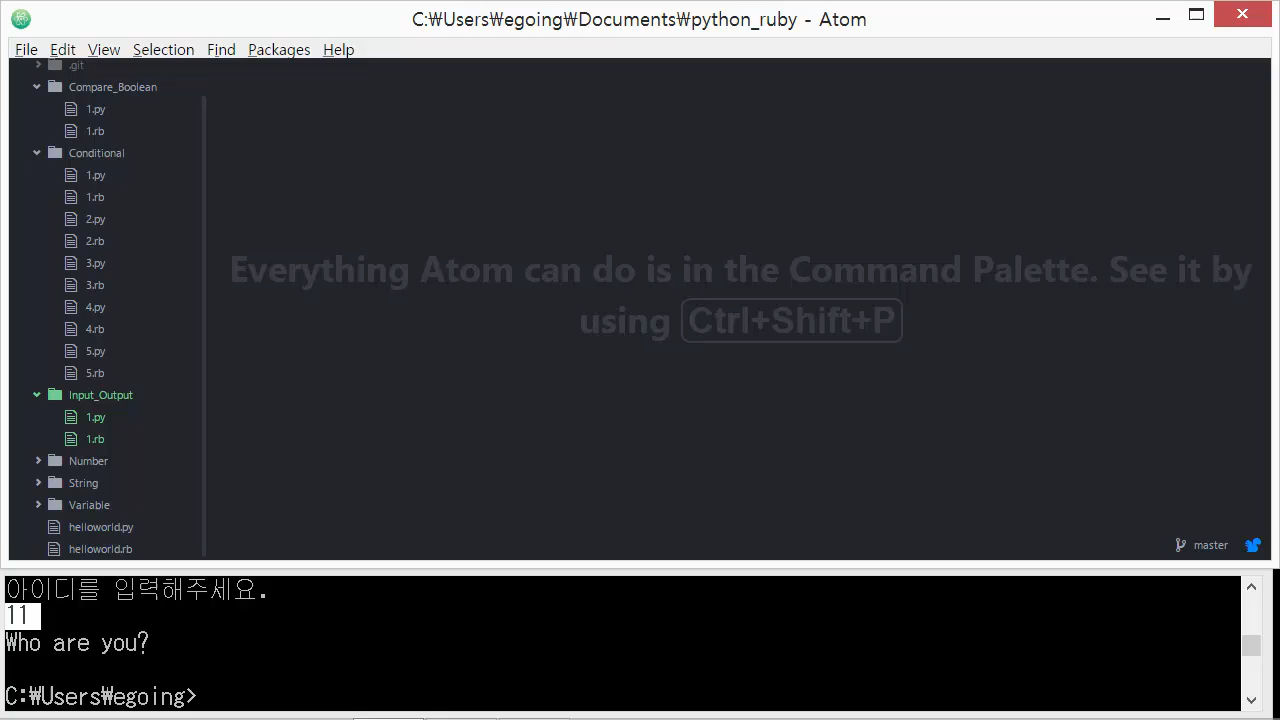 C:\Users\egoing\Documents\python_ruby - Atom
File Edit View Selection Find Packages Help
.git
Compare_Boolean
1.py
1.rb
Conditional
1.py
1.rb
2.py
2.rb
3.py
3.rb
4.py
4.rb
5.py
5.rb
Input_Output
1.py
1.rb
Number
String
Variable
helloworld.py
helloworld.rb
Everything Atom can do is in the Command Palette. See it by
using Ctrl+Shift+P
master
아이디를 입력해주세요.
11
Who are you?
C:₩Users₩egoing>